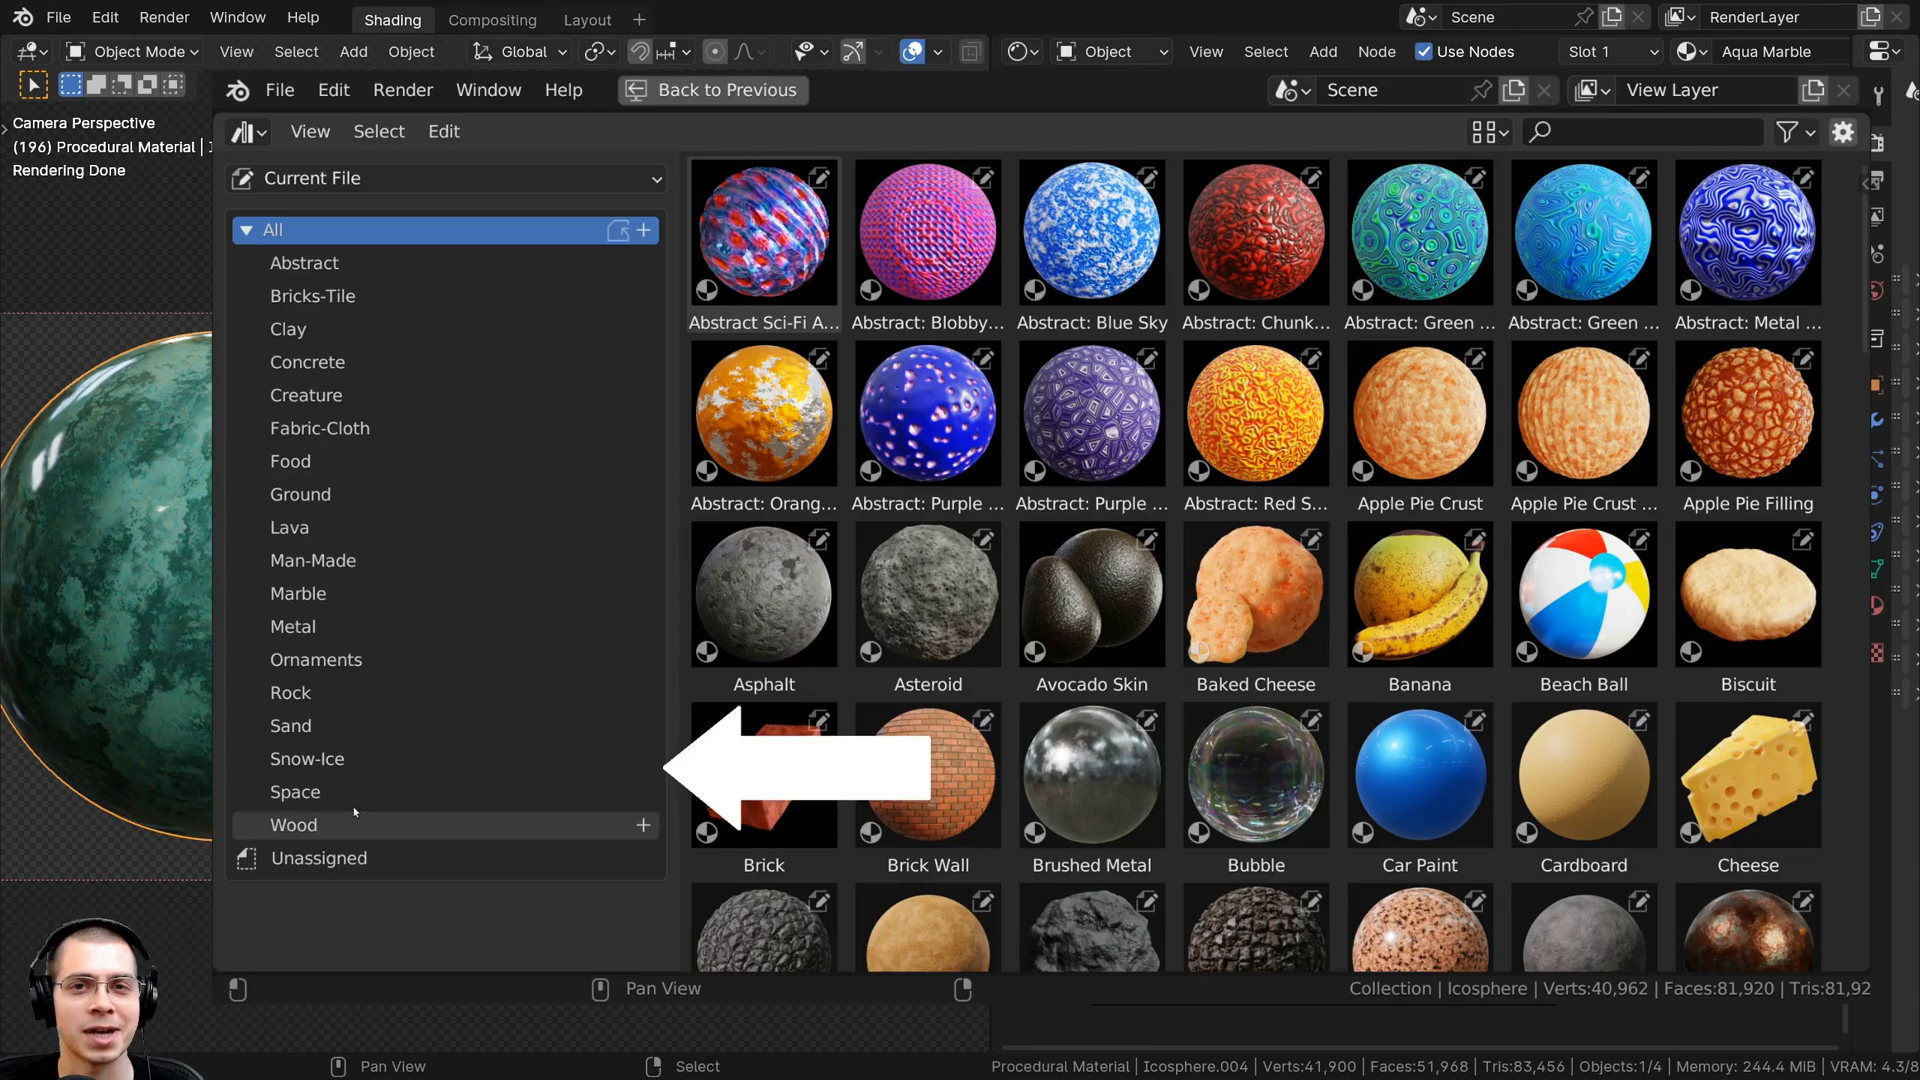 File Edit Render Window Help Shading Compositing Layout + Scene RenderLayer
Object Mode View Select Add Object Global Object View Select Add Node Use Nodes Slot 1 Aqua Marble
File Edit Render Window Help Back to Previous Scene View Layer
Camera Perspective
(196) Procedural Material |
Rendering Done
View Select Edit
Current File
All
Abstract
Bricks-Tile
Clay
Concrete
Creature
Fabric-Cloth
Food
Ground
Lava
Man-Made
Marble
Metal
Ornaments
Rock
Sand
Snow-Ice
Space
Wood
Unassigned
Abstract Sci-Fi A... Abstract: Blobby... Abstract: Blue Sky Abstract: Chunk... Abstract: Green ... Abstract: Green ... Abstract: Metal ...
Abstract: Orang... Abstract: Purple ... Abstract: Purple ... Abstract: Red S... Apple Pie Crust Apple Pie Crust ... Apple Pie Filling
Asphalt Asteroid Avocado Skin Baked Cheese Banana Beach Ball Biscuit
Brick Brick Wall Brushed Metal Bubble Car Paint Cardboard Cheese
Pan View Collection | Icosphere | Verts:40,962 | Faces:81,920 | Tris:81,92
Pan View Select Procedural Material | Icosphere.004 | Verts:41,900 | Faces:51,968 | Tris:83,456 | Objects:1/4 | Memory: 244.4 MiB | VRAM: 4.3/8